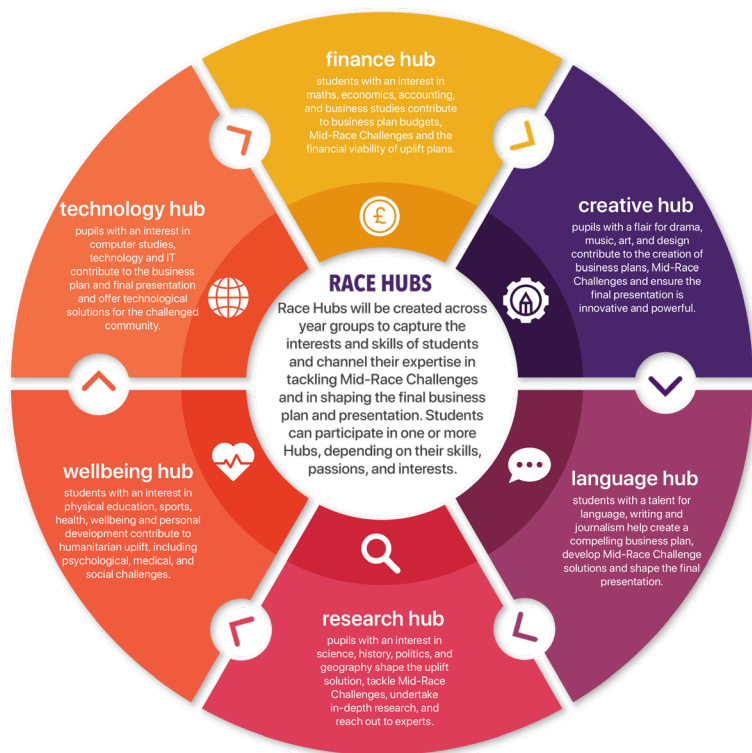 finance hub
students with an interest in
maths, economics, accounting,
and business studies contribute
to business plan budgets,
Mid-Race Challenges and the
financial viability of uplift plans.
£
creative hub
pupils with a flair for drama,
music, art, and design
contribute to the creation of
business plans, Mid-Race
Challenges and ensure the
final presentation is
innovative and powerful.
language hub
students with a talent for
language, writing and
journalism help create a
compelling business plan,
develop Mid-Race Challenge
solutions and shape the final
presentation.
research hub
pupils with an interest in
science, history, politics, and
geography shape the uplift
solution, tackle Mid-Race
Challenges, undertake
in-depth research, and
reach out to experts.
wellbeing hub
students with an interest in
physical education, sports,
health, wellbeing and personal
development contribute to
humanitarian uplift, including
psychological, medical, and
social challenges.
technology hub
pupils with an interest in
computer studies,
technology and IT
contribute to the business
plan and final presentation
and offer technological
solutions for the challenged
community.
RACE HUBS
Race Hubs will be created across
year groups to capture the
interests and skills of students
and channel their expertise in
tackling Mid-Race Challenges
and in shaping the final business
plan and presentation. Students
can participate in one or more
Hubs, depending on their skills,
passions, and interests.